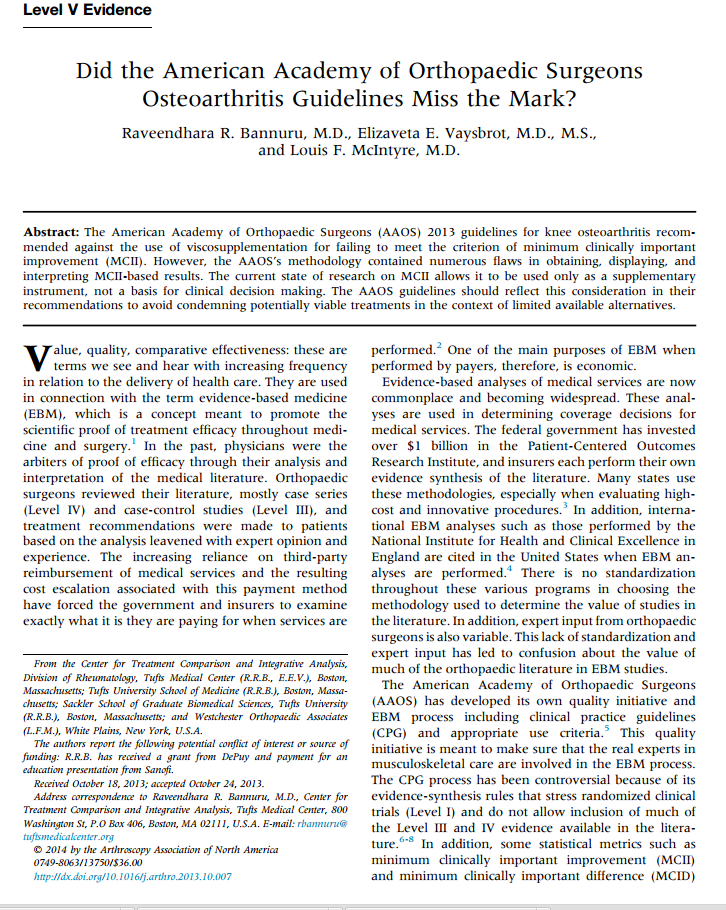 Level V Evidence
Did the American Academy of Orthopaedic Surgeons
Osteoarthritis Guidelines Miss the Mark?
Raveendhara R. Bannuru, M.D., Elizaveta E. Vaysbrot, M.D., M.S.,
and Louis F. McIntyre, M.D.
Abstract: The American Academy of Orthopaedic Surgeons (AAOS) 2013 guidelines for knee osteoarthritis recom-
mended against the use of viscosupplementation for failing to meet the criterion of minimum clinically important
improvement (MCII). However, the AAOS's methodology contained numerous flaws in obtaining, displaying, and
interpreting MCII-based results. The current state of research on MCII allows it to be used only as a supplementary
instrument, not a basis for clinical decision making. The AAOS guidelines should reflect this consideration in their
recommendations to avoid condemning potentially viable treatments in the context of limited available alternatives.
Value, quality, comparative effectiveness: these are
terms we see and hear with increasing frequency
in relation to the delivery of health care. They are used
in connection with the term evidence-based medicine
(EBM), which is a concept meant to promote the
scientific proof of treatment efficacy throughout medi-
cine and surgery.1 In the past, physicians were the
arbiters of proof of efficacy through their analysis and
interpretation of the medical literature. Orthopaedic
surgeons reviewed their literature, mostly case series
(Level IV) and case-control studies (Level III), and
treatment recommendations were made to patients
based on the analysis leavened with expert opinion and
experience. The increasing reliance on third-party
reimbursement of medical services and the resulting
cost escalation associated with this payment method
have forced the government and insurers to examine
exactly what it is they are paying for when services are
From the Center for Treatment Comparison and Integrative Analysis,
Division of Rheumatology, Tufts Medical Center (R.R.B., E.E.V.), Boston,
Massachusetts; Tufts University School of Medicine (R.R.B.), Boston, Massa-
chusetts; Sackler School of Graduate Biomedical Sciences, Tufts University
(R.R.B.), Boston, Massachusetts; and Westchester Orthopaedic Associates
(L.F.M.), White Plains, New York, U.S.A.
The authors report the following potential conflict of interest or source of
funding: R.R.B. has received a grant from DePuy and payment for an
education presentation from Sanofi.
Received October 18, 2013; accepted October 24, 2013.
Address correspondence to Raveendhara R. Bannuru, M.D., Center for
Treatment Comparison and Integrative Analysis, Tufts Medical Center, 800
Washington St, P.O Box 406, Boston, MA 02111, U.S.A. E-mail: rbannuru@
tuftsmedicalcenter.org
© 2014 by the Arthroscopy Association of North America
0749-8063/13750/$36.00
http://dx.doi.org/10.1016/j.arthro.2013.10.007
performed.2 One of the main purposes of EBM when
performed by payers, therefore, is economic.
Evidence-based analyses of medical services are now
commonplace and becoming widespread. These anal-
yses are used in determining coverage decisions for
medical services. The federal government has invested
over $1 billion in the Patient-Centered Outcomes
Research Institute, and insurers each perform their own
evidence synthesis of the literature. Many states use
these methodologies, especially when evaluating high-
cost and innovative procedures.3 In addition, interna-
tional EBM analyses such as those performed by the
National Institute for Health and Clinical Excellence in
England are cited in the United States when EBM an-
alyses are performed.4 There is no standardization
throughout these various programs in choosing the
methodology used to determine the value of studies in
the literature. In addition, expert input from orthopaedic
surgeons is also variable. This lack of standardization and
expert input has led to confusion about the value of
much of the orthopaedic literature in EBM studies.
The American Academy of Orthopaedic Surgeons
(AAOS) has developed its own quality initiative and
EBM process including clinical practice guidelines
(CPG) and appropriate use criteria.5 This quality
initiative is meant to make sure that the real experts in
musculoskeletal care are involved in the EBM process.
The CPG process has been controversial because of its
evidence-synthesis rules that stress randomized clinical
trials (Level I) and do not allow inclusion of much of
the Level III and IV evidence available in the litera-
ture.6-8 In addition, some statistical metrics such as
minimum clinically important improvement (MCII)
and minimum clinically important difference (MCID)